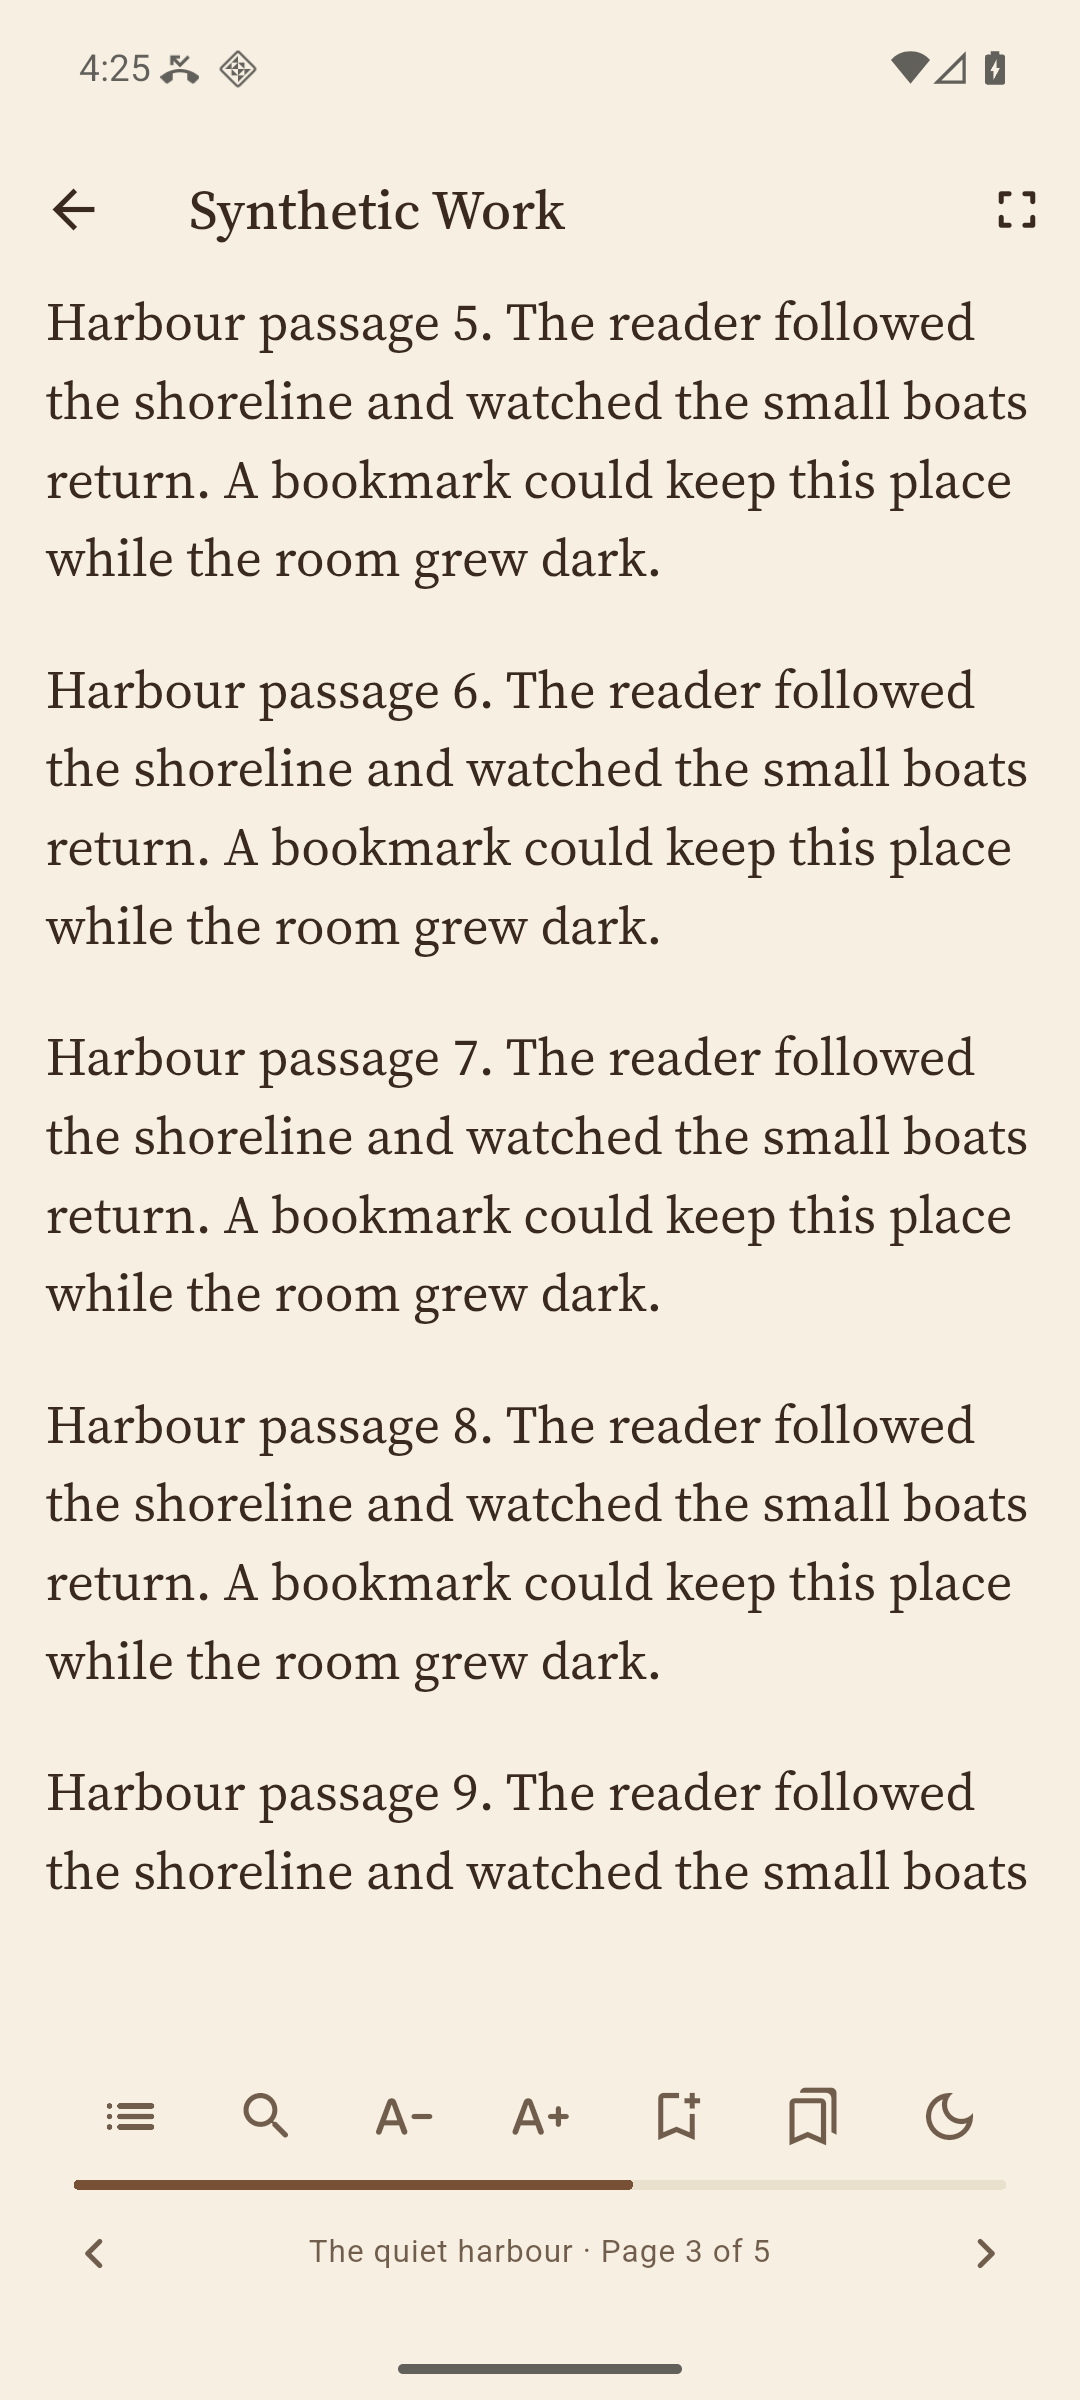 4:25
Synthetic Work
Harbour passage 5. The reader followed
the shoreline and watched the small boats
return. A bookmark could keep this place
while the room grew dark.
Harbour passage 6. The reader followed
the shoreline and watched the small boats
return. A bookmark could keep this place
while the room grew dark.
Harbour passage 7. The reader followed
the shoreline and watched the small boats
return. A bookmark could keep this place
while the room grew dark.
Harbour passage 8. The reader followed
the shoreline and watched the small boats
return. A bookmark could keep this place
while the room grew dark.
Harbour passage 9. The reader followed
the shoreline and watched the small boats
A− A+
The quiet harbour · Page 3 of 5